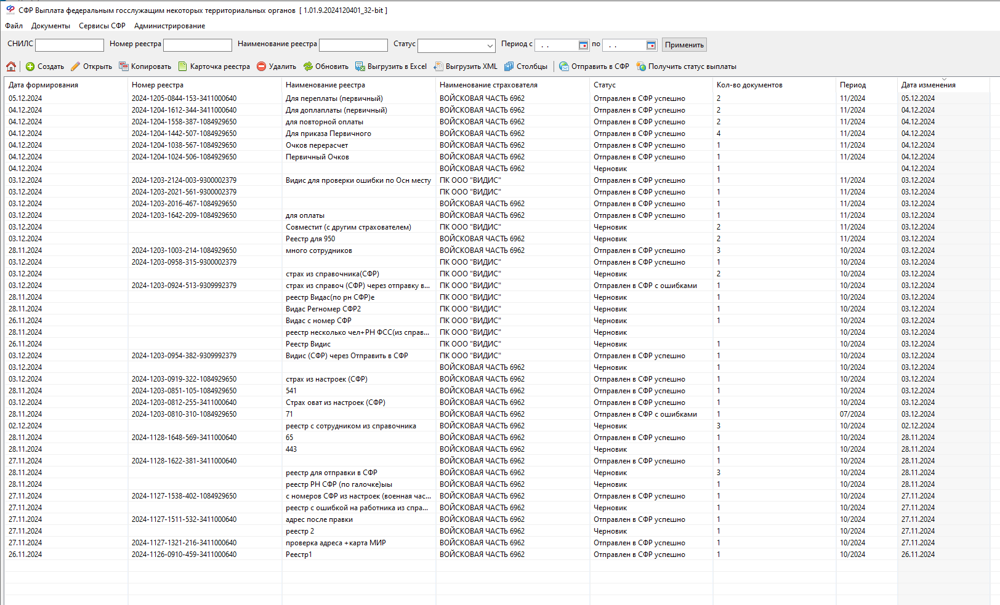 СФР Выплата федеральным госслужащим некоторых территориальных органов [ 1.01.9.2024120401_32-bit ]
Файл Документы Сервисы СФР Администрирование
СНИЛС Номер реестра Наименование реестра Статус Период с . . по . . Применить
Создать Открыть Копировать Карточка реестра Удалить Обновить Выгрузить в Excel Выгрузить XML Столбцы Отправить в СФР Получить статус выплаты
Дата формирования Номер реестра Наименование реестра Наименование страхователя Статус Кол-во документов Период Дата изменения
05.12.2024 2024-1205-0844-153-3411000640 Для переплаты (первичный) ВОЙСКОВАЯ ЧАСТЬ 6962 Отправлен в СФР успешно 2 11/2024 05.12.2024
04.12.2024 2024-1204-1612-344-3411000640 Для доплаплаты (первичный) ВОЙСКОВАЯ ЧАСТЬ 6962 Отправлен в СФР успешно 2 11/2024 04.12.2024
04.12.2024 2024-1204-1558-387-1084929650 для повторной оплаты ВОЙСКОВАЯ ЧАСТЬ 6962 Отправлен в СФР успешно 2 11/2024 04.12.2024
04.12.2024 2024-1204-1442-507-1084929650 Для приказа Первичного ВОЙСКОВАЯ ЧАСТЬ 6962 Отправлен в СФР успешно 4 11/2024 04.12.2024
04.12.2024 2024-1204-1038-567-1084929650 Очков перерасчет ВОЙСКОВАЯ ЧАСТЬ 6962 Отправлен в СФР успешно 1 11/2024 04.12.2024
04.12.2024 2024-1204-1024-506-1084929650 Первичный Очков ВОЙСКОВАЯ ЧАСТЬ 6962 Отправлен в СФР успешно 1 11/2024 04.12.2024
04.12.2024 ВОЙСКОВАЯ ЧАСТЬ 6962 Черновик 1 04.12.2024
03.12.2024 2024-1203-2124-003-9300002379 Видис для проверки ошибки по Осн месту ПК ООО "ВИДИС" Отправлен в СФР успешно 1 11/2024 03.12.2024
03.12.2024 2024-1203-2021-561-9300002379 ПК ООО "ВИДИС" Отправлен в СФР успешно 1 11/2024 03.12.2024
03.12.2024 2024-1203-2016-467-1084929650 ВОЙСКОВАЯ ЧАСТЬ 6962 Отправлен в СФР успешно 1 11/2024 03.12.2024
03.12.2024 2024-1203-1642-209-1084929650 для оплаты ВОЙСКОВАЯ ЧАСТЬ 6962 Отправлен в СФР успешно 1 11/2024 03.12.2024
03.12.2024 Совместит (с другим страхователем) ПК ООО "ВИДИС" Черновик 2 11/2024 03.12.2024
03.12.2024 Реестр для 950 ВОЙСКОВАЯ ЧАСТЬ 6962 Черновик 2 11/2024 03.12.2024
28.11.2024 2024-1203-1003-214-1084929650 много сотрудников ВОЙСКОВАЯ ЧАСТЬ 6962 Отправлен в СФР успешно 3 10/2024 03.12.2024
03.12.2024 2024-1203-0958-315-9300002379 ПК ООО "ВИДИС" Отправлен в СФР успешно 1 10/2024 03.12.2024
03.12.2024 страх из справочника(СФР) ПК ООО "ВИДИС" Черновик 2 10/2024 03.12.2024
03.12.2024 2024-1203-0924-513-9309992379 страх из справоч (СФР) через отправку в... ПК ООО "ВИДИС" Отправлен в СФР с ошибками 1 10/2024 03.12.2024
28.11.2024 реестр Видас(по рн СФР)е ПК ООО "ВИДИС" Черновик 1 10/2024 03.12.2024
28.11.2024 Видас Регномер СФР2 ПК ООО "ВИДИС" Черновик 1 10/2024 03.12.2024
26.11.2024 Видас с номер СФР ПК ООО "ВИДИС" Черновик 1 10/2024 03.12.2024
28.11.2024 реестр несколько чел+РН ФСС(из справ... ПК ООО "ВИДИС" Черновик 10/2024 03.12.2024
26.11.2024 Реестр Видис ПК ООО "ВИДИС" Черновик 1 10/2024 03.12.2024
03.12.2024 2024-1203-0954-382-9309992379 Видис (СФР) через Отправить в СФР ПК ООО "ВИДИС" Отправлен в СФР успешно 1 10/2024 03.12.2024
03.12.2024 ВОЙСКОВАЯ ЧАСТЬ 6962 Черновик 1 10/2024 03.12.2024
03.12.2024 2024-1203-0919-322-1084929650 страх из настроек (СФР) ВОЙСКОВАЯ ЧАСТЬ 6962 Отправлен в СФР успешно 1 10/2024 03.12.2024
28.11.2024 2024-1203-0851-105-1084929650 541 ВОЙСКОВАЯ ЧАСТЬ 6962 Отправлен в СФР успешно 1 10/2024 03.12.2024
03.12.2024 2024-1203-0812-255-3411000640 Страх оват из настроек (СФР) ВОЙСКОВАЯ ЧАСТЬ 6962 Отправлен в СФР успешно 1 10/2024 03.12.2024
28.11.2024 2024-1203-0810-310-1084929650 71 ВОЙСКОВАЯ ЧАСТЬ 6962 Отправлен в СФР с ошибками 1 07/2024 03.12.2024
02.12.2024 реестр с сотрудником из справочника ВОЙСКОВАЯ ЧАСТЬ 6962 Черновик 3 10/2024 02.12.2024
28.11.2024 2024-1128-1648-569-3411000640 65 ВОЙСКОВАЯ ЧАСТЬ 6962 Отправлен в СФР успешно 1 10/2024 28.11.2024
28.11.2024 443 ВОЙСКОВАЯ ЧАСТЬ 6962 Черновик 1 10/2024 28.11.2024
27.11.2024 2024-1128-1622-381-3411000640 ВОЙСКОВАЯ ЧАСТЬ 6962 Отправлен в СФР успешно 1 10/2024 28.11.2024
28.11.2024 реестр для отправки в СФР ВОЙСКОВАЯ ЧАСТЬ 6962 Черновик 3 10/2024 28.11.2024
28.11.2024 реестр РН СФР (по галочке)ыы ВОЙСКОВАЯ ЧАСТЬ 6962 Черновик 1 10/2024 28.11.2024
27.11.2024 2024-1127-1538-402-1084929650 с номеров СФР из настроек (военная час... ВОЙСКОВАЯ ЧАСТЬ 6962 Отправлен в СФР успешно 1 10/2024 27.11.2024
27.11.2024 реестр с ошибкой на работника из спра... ВОЙСКОВАЯ ЧАСТЬ 6962 Черновик 1 10/2024 27.11.2024
27.11.2024 2024-1127-1511-532-3411000640 адрес после правки ВОЙСКОВАЯ ЧАСТЬ 6962 Отправлен в СФР успешно 1 10/2024 27.11.2024
27.11.2024 реестр 2 ВОЙСКОВАЯ ЧАСТЬ 6962 Черновик 1 10/2024 27.11.2024
27.11.2024 2024-1127-1321-216-3411000640 проверка адреса +карта МИР ВОЙСКОВАЯ ЧАСТЬ 6962 Отправлен в СФР успешно 1 10/2024 27.11.2024
26.11.2024 2024-1126-0910-459-3411000640 Реестр1 ВОЙСКОВАЯ ЧАСТЬ 6962 Отправлен в СФР успешно 1 10/2024 26.11.2024